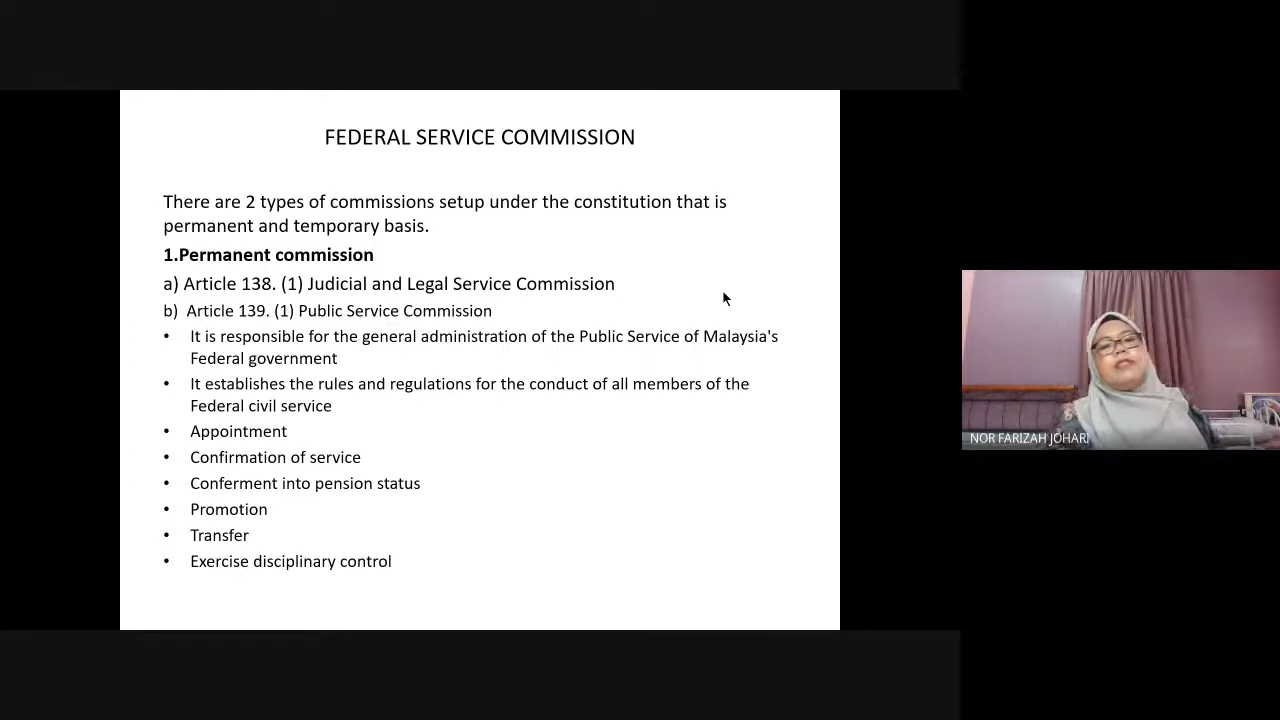 FEDERAL SERVICE COMMISSION
There are 2 types of commissions setup under the constitution that is
permanent and temporary basis.
1.Permanent commission
a) Article 138. (1) Judicial and Legal Service Commission
b) Article 139. (1) Public Service Commission
• It is responsible for the general administration of the Public Service of Malaysia's
Federal government
• It establishes the rules and regulations for the conduct of all members of the
Federal civil service
• Appointment
• Confirmation of service
• Conferment into pension status
• Promotion
• Transfer
• Exercise disciplinary control
NOR FARIZAH JOHARI